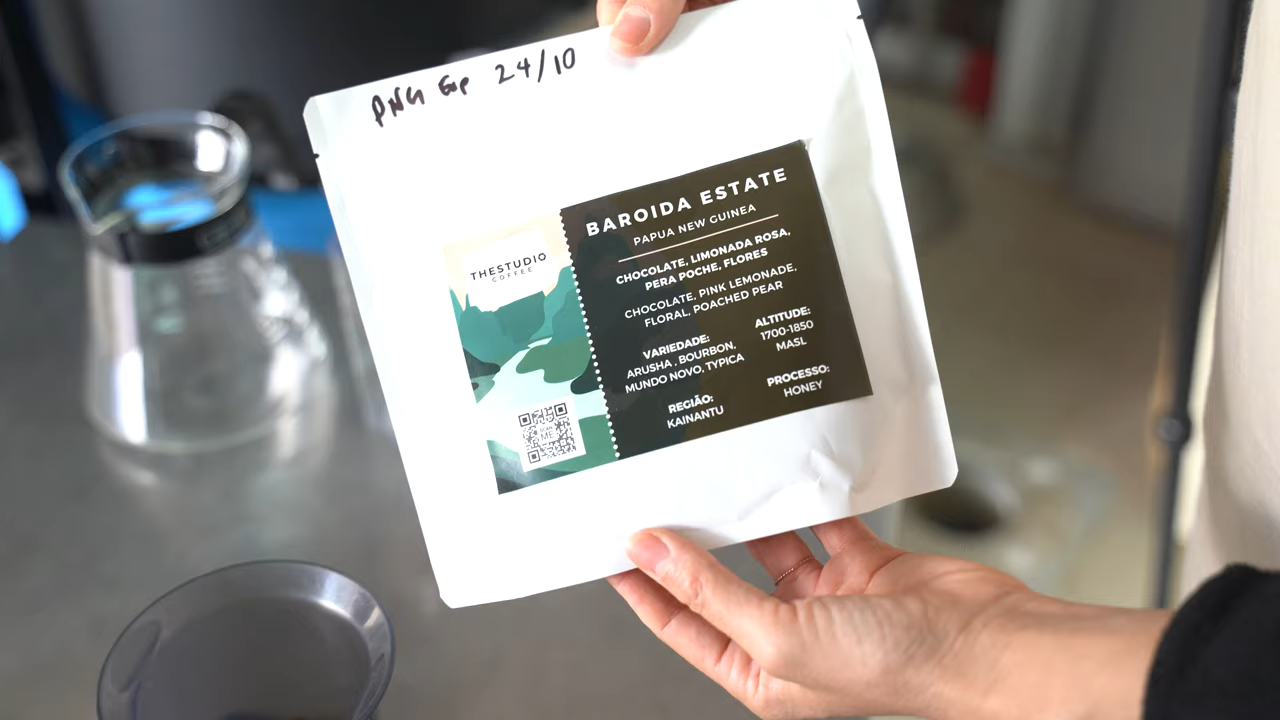 PNG Esp 24/10
THESTUDIO
COFFEE
BAROIDA ESTATE
PAPUA NEW GUINEA
CHOCOLATE, LIMONADA ROSA,
PERA POCHE, FLORES
CHOCOLATE, PINK LEMONADE,
FLORAL, POACHED PEAR
VARIEDADE:
ARUSHA , BOURBON,
MUNDO NOVO, TYPICA
ALTITUDE:
1700-1850
MASL
REGIÃO:
KAINANTU
PROCESSO:
HONEY